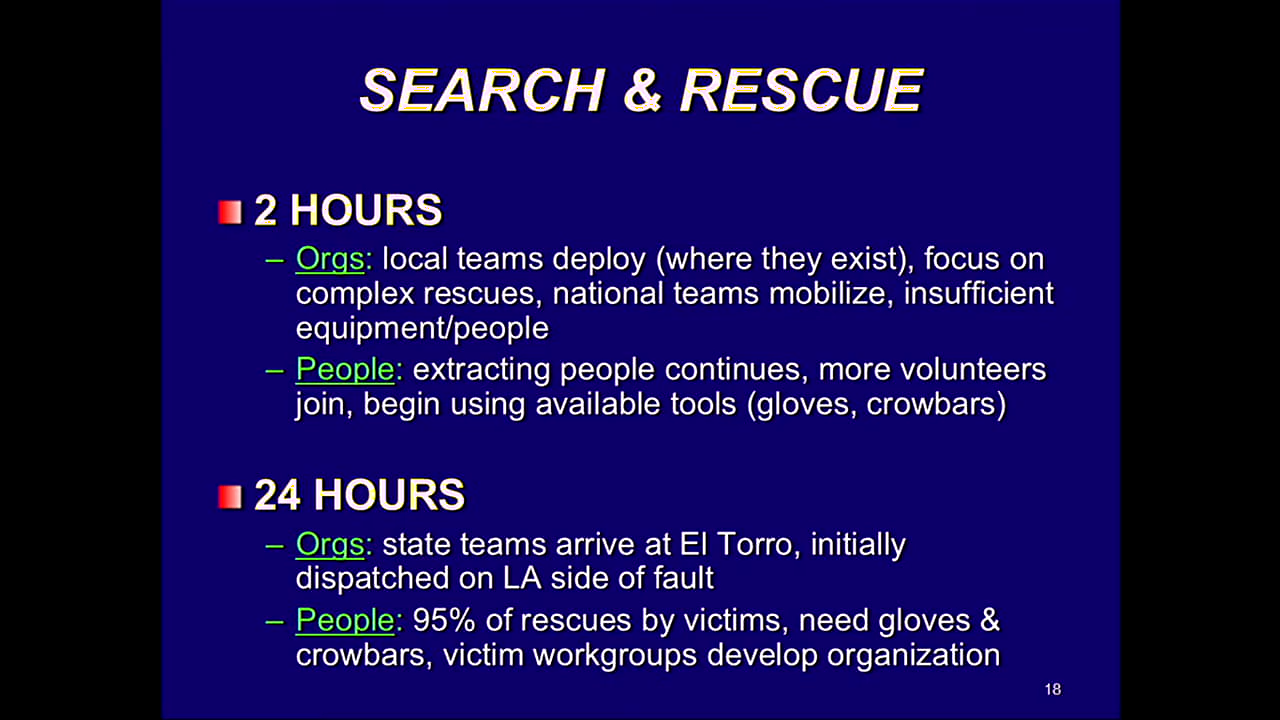 SEARCH & RESCUE
2 HOURS
– Orgs: local teams deploy (where they exist), focus on
complex rescues, national teams mobilize, insufficient
equipment/people
– People: extracting people continues, more volunteers
join, begin using available tools (gloves, crowbars)
24 HOURS
– Orgs: state teams arrive at El Torro, initially
dispatched on LA side of fault
– People: 95% of rescues by victims, need gloves &
crowbars, victim workgroups develop organization
18